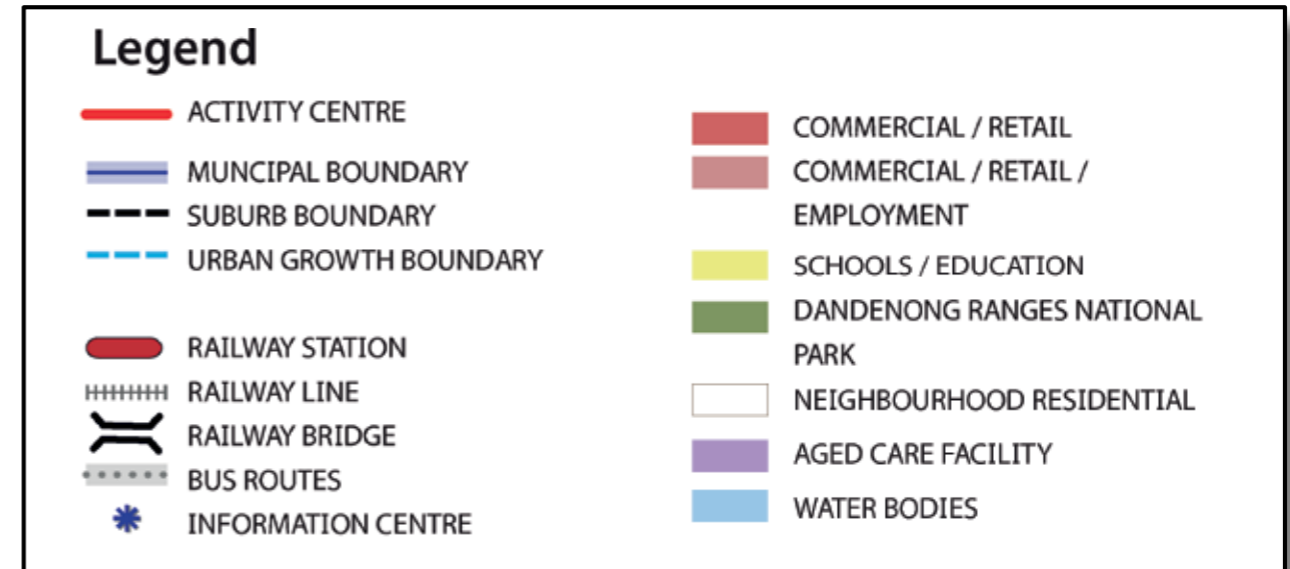 Legend
ACTIVITY CENTRE
MUNCIPAL BOUNDARY
SUBURB BOUNDARY
URBAN GROWTH BOUNDARY
RAILWAY STATION
RAILWAY LINE
RAILWAY BRIDGE
BUS ROUTES
INFORMATION CENTRE
COMMERCIAL / RETAIL
COMMERCIAL / RETAIL /
EMPLOYMENT
SCHOOLS / EDUCATION
DANDENONG RANGES NATIONAL
PARK
NEIGHBOURHOOD RESIDENTIAL
AGED CARE FACILITY
WATER BODIES